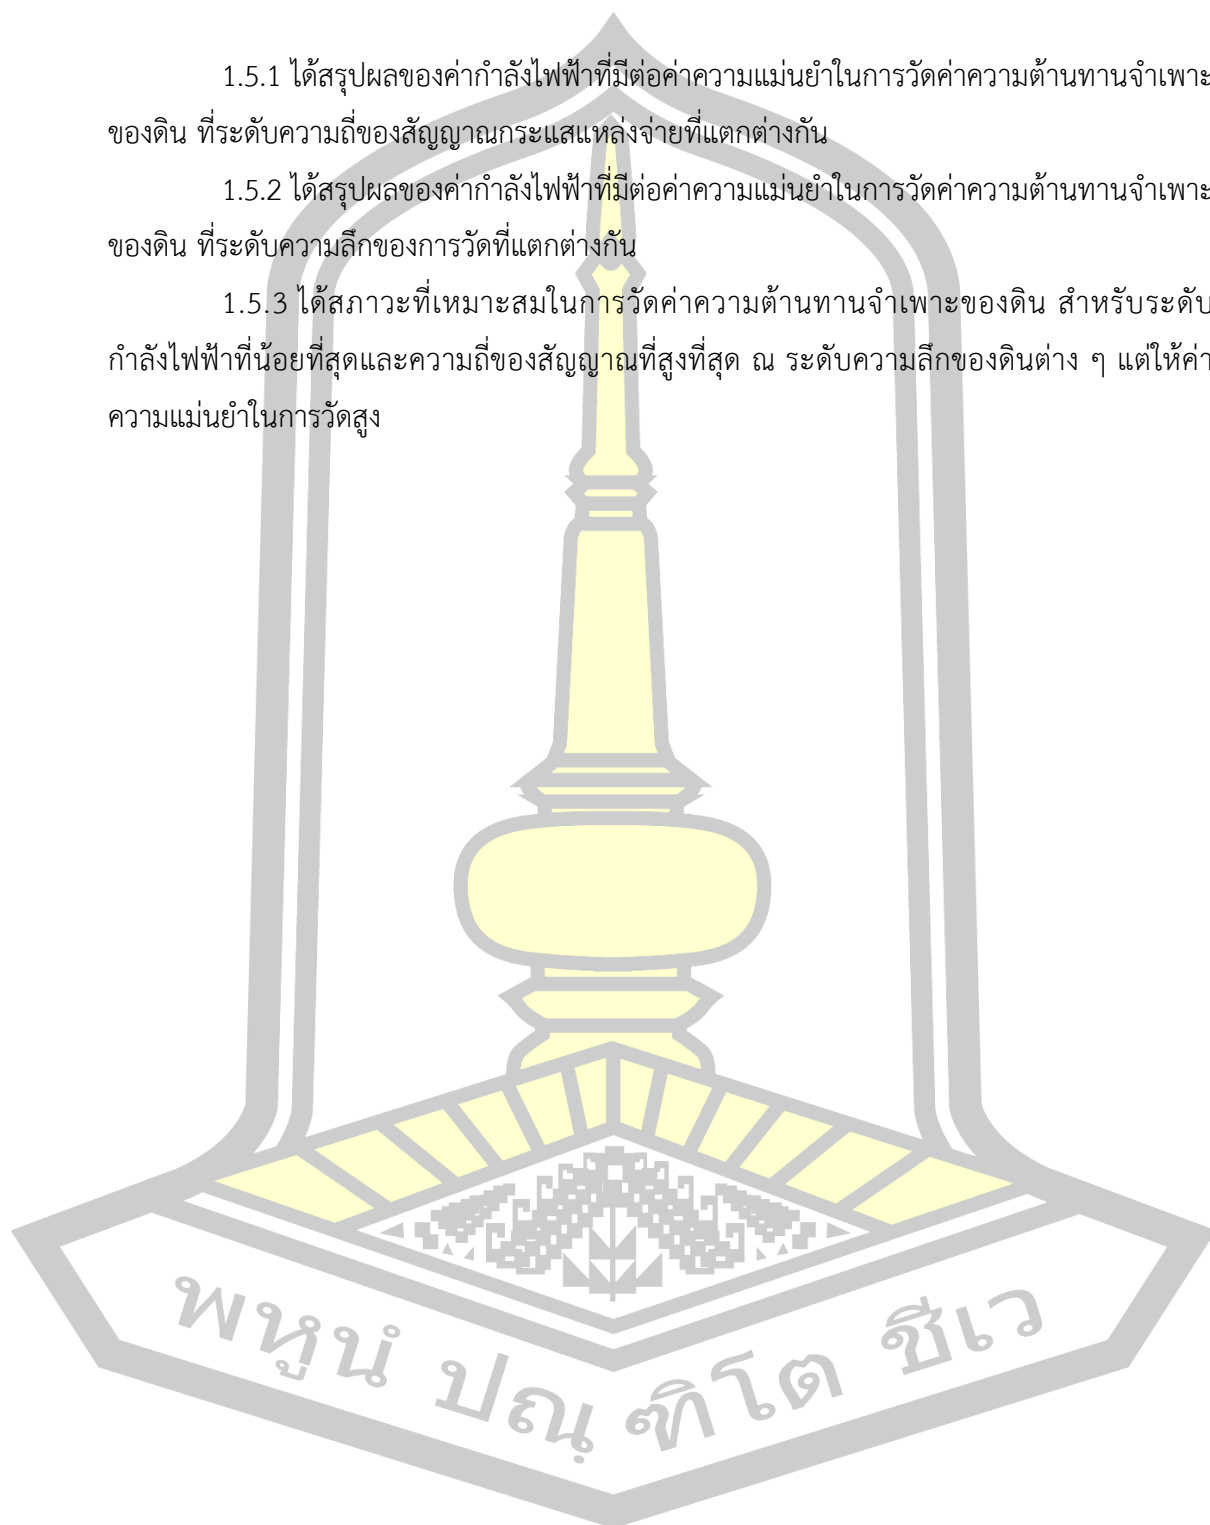 1.5.1 ได้สรุปผลของค่ากำลังไฟฟ้าที่มีต่อค่าความแม่นยำในการวัดค่าความต้านทานจำเพาะ
ของดิน ที่ระดับความถี่ของสัญญาณกระแสแหล่งจ่ายที่แตกต่างกัน
1.5.2 ได้สรุปผลของค่ากำลังไฟฟ้าที่มีต่อค่าความแม่นยำในการวัดค่าความต้านทานจำเพาะ
ของดิน ที่ระดับความลึกของการวัดที่แตกต่างกัน
1.5.3 ได้สภาวะที่เหมาะสมในการวัดค่าความต้านทานจำเพาะของดิน สำหรับระดับ
กำลังไฟฟ้าที่น้อยที่สุดและความถี่ของสัญญาณที่สูงที่สุด ณ ระดับความลึกของดินต่าง ๆ แต่ให้ค่า
ความแม่นยำในการวัดสูง
พหูนํ ปณฺฑิโต ชีเว